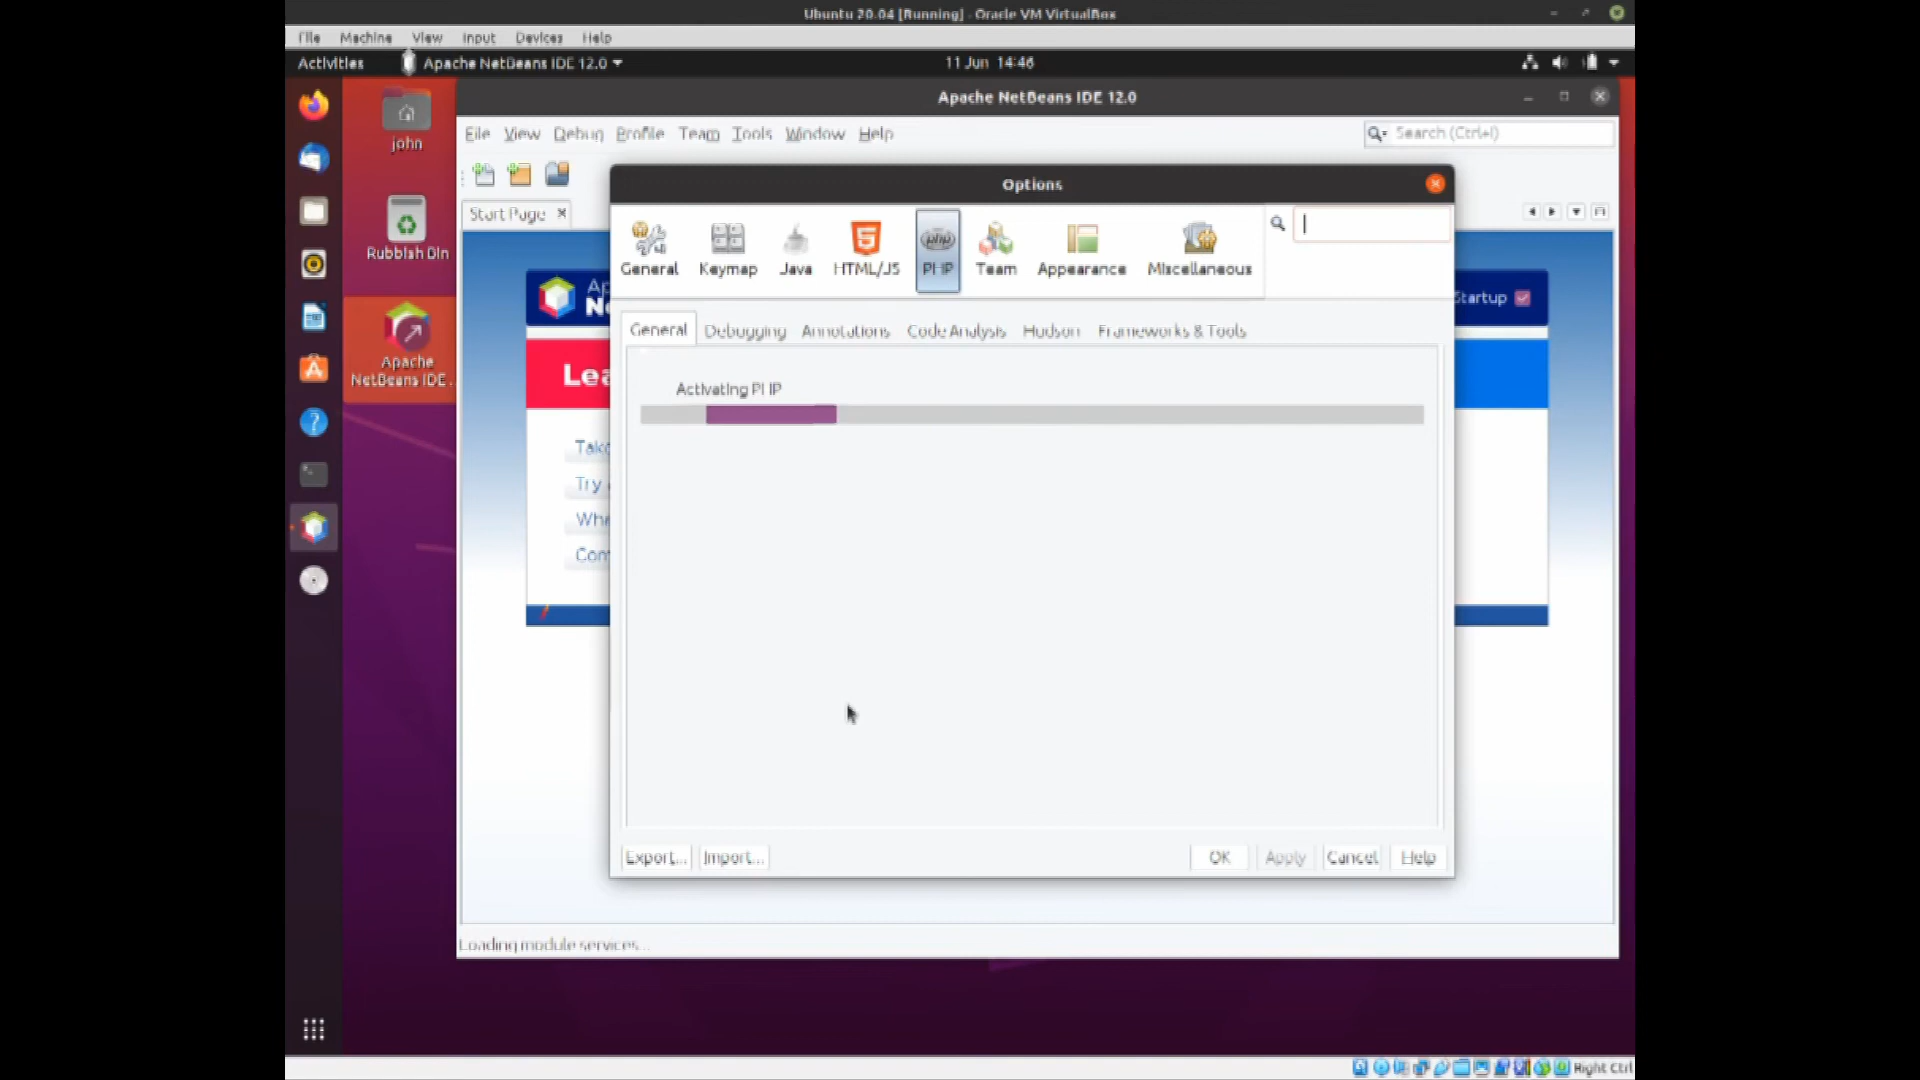 Ubuntu 20.04 [Running] - Oracle VM VirtualBox
File Machine View Input Devices Help
Activities Apache NetBeans IDE 12.0 11 Jun 14:46
Apache NetBeans IDE 12.0
File View Debug Profile Team Tools Window Help
Search (Ctrl+I)
john
Rubbish Bin
Apache
NetBeans IDE
Start Page
Options
General Keymap Java HTML/JS PHP Team Appearance Miscellaneous
Startup
General Debugging Annotations Code Analysis Hudson Frameworks & Tools
Activating PHP
Lea
Try
Export... Import... OK Apply Cancel Help
Loading module services...
Right Ctrl